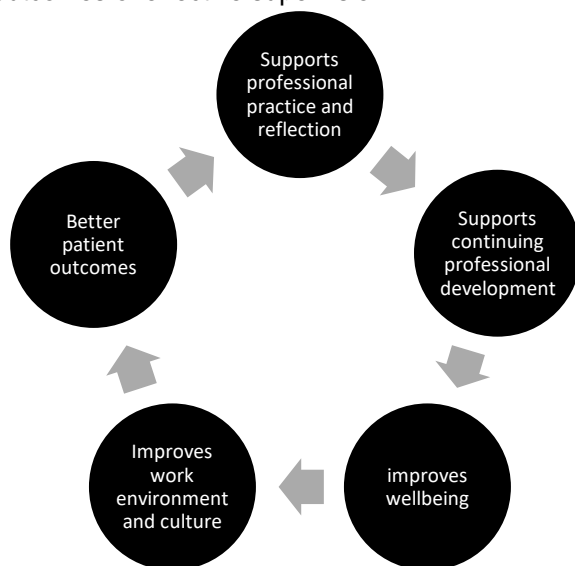 Supports
professional
practice and
reflection
Supports
continuing
professional
development
improves
wellbeing
Improves
work
environment
and culture
Better
patient
outcomes